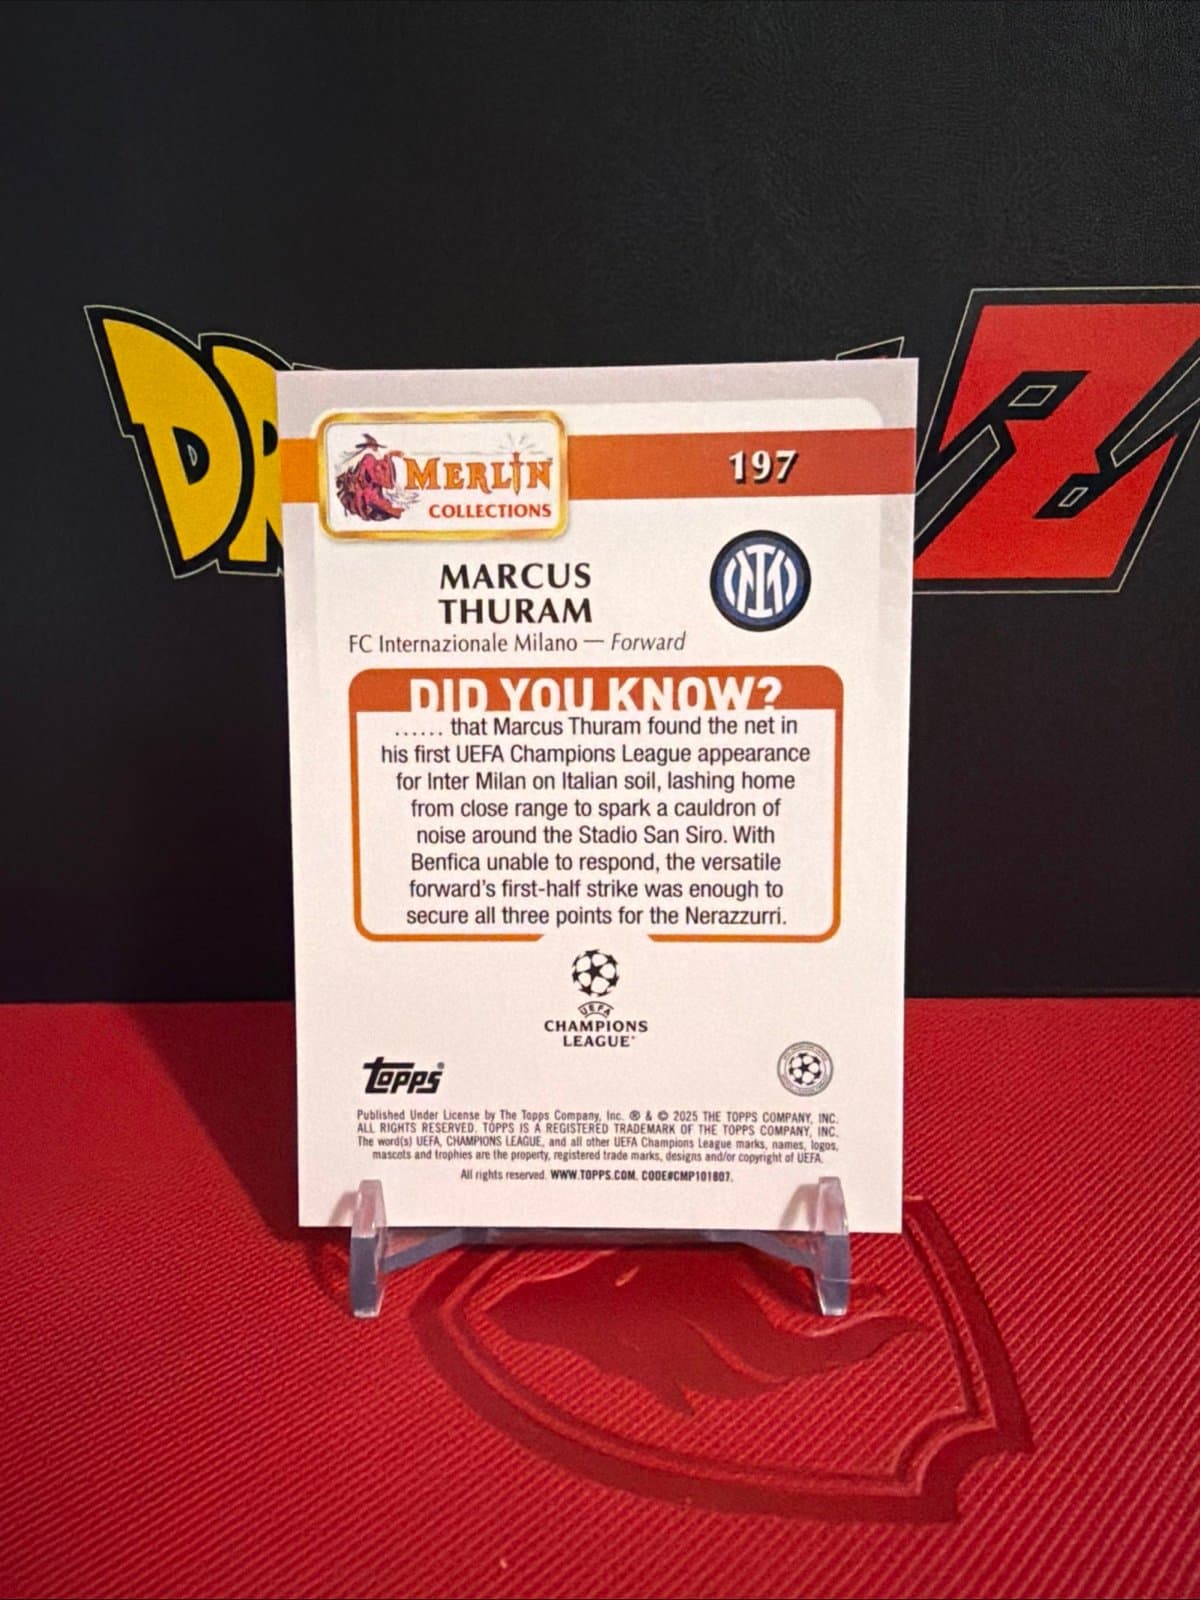 DR
Z
MERLIN
COLLECTIONS
197
MARCUS
THURAM
FC Internazionale Milano — Forward
DID YOU KNOW?
...... that Marcus Thuram found the net in
his first UEFA Champions League appearance
for Inter Milan on Italian soil, lashing home
from close range to spark a cauldron of
noise around the Stadio San Siro. With
Benfica unable to respond, the versatile
forward's first-half strike was enough to
secure all three points for the Nerazzurri.
UEFA
CHAMPIONS
LEAGUE
Topps®
Published Under License by The Topps Company, Inc. ® & © 2025 THE TOPPS COMPANY, INC.
ALL RIGHTS RESERVED. TOPPS IS A REGISTERED TRADEMARK OF THE TOPPS COMPANY, INC.
The word(s) UEFA, CHAMPIONS LEAGUE, and all other UEFA Champions League marks, names, logos,
mascots and trophies are the property, registered trade marks, designs and/or copyright of UEFA.
All rights reserved. WWW.TOPPS.COM. CODE#CMP101807.